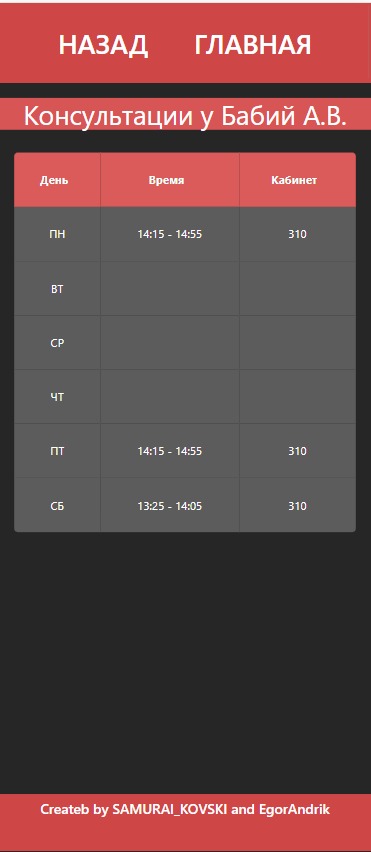 НАЗАД ГЛАВНАЯ
Консультации у Бабий А.В.
День Время Кабинет
ПН 14:15 - 14:55 310
ВТ
СР
ЧТ
ПТ 14:15 - 14:55 310
СБ 13:25 - 14:05 310
Createb by SAMURAI_KOVSKI and EgorAndrik